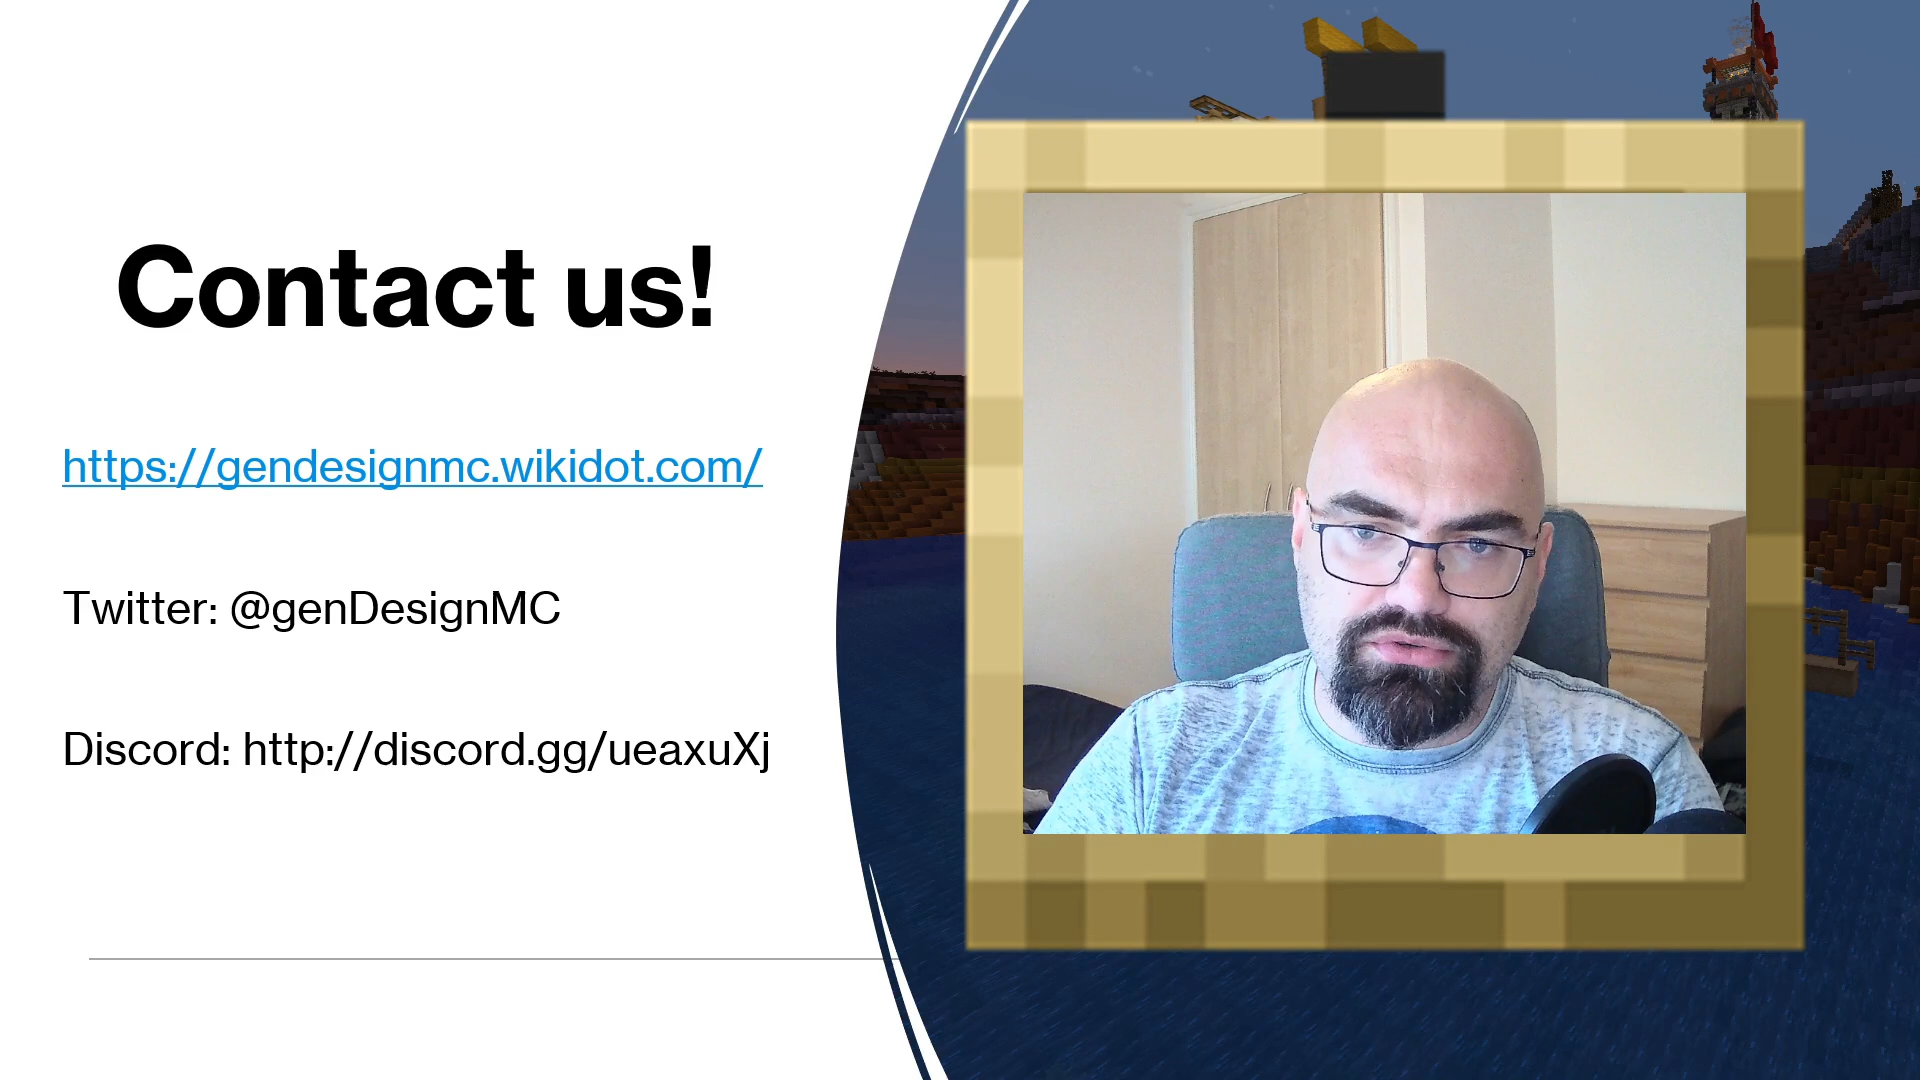 Contact us!
https://gendesignmc.wikidot.com/
Twitter: @genDesignMC
Discord: http://discord.gg/ueaxuXj